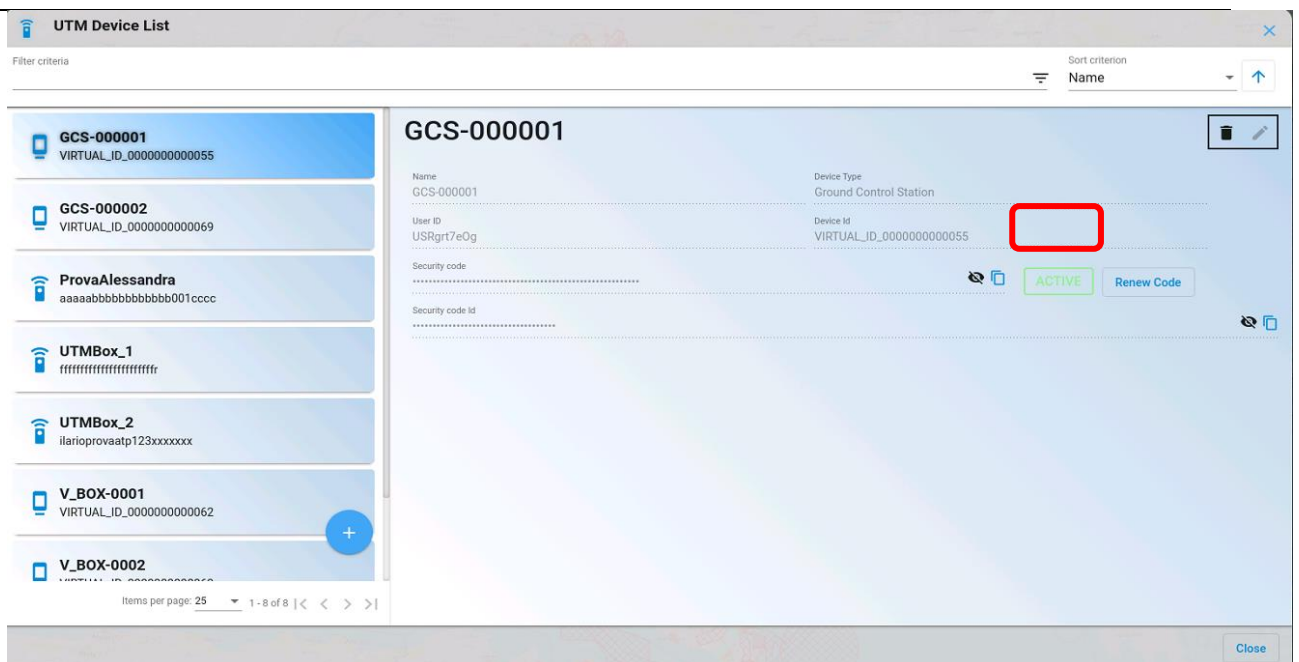 UTM Device List
Filter criteria
Sort criterion
Name
GCS-000001
VIRTUAL_ID_0000000000055
GCS-000002
VIRTUAL_ID_0000000000069
ProvaAlessandra
UTMBox_1
UTMBox_2
ilarioprovaatp123xxxxxxx
V_BOX-0001
VIRTUAL_ID_0000000000062
V_BOX-0002
Items per page: 25
1 - 8 of 8
GCS-000001
Name
GCS-000001
Device Type
Ground Control Station
User ID
USRgrt7eOg
Device Id
VIRTUAL_ID_0000000000055
Security code
ACTIVE
Renew Code
Security code Id
Close